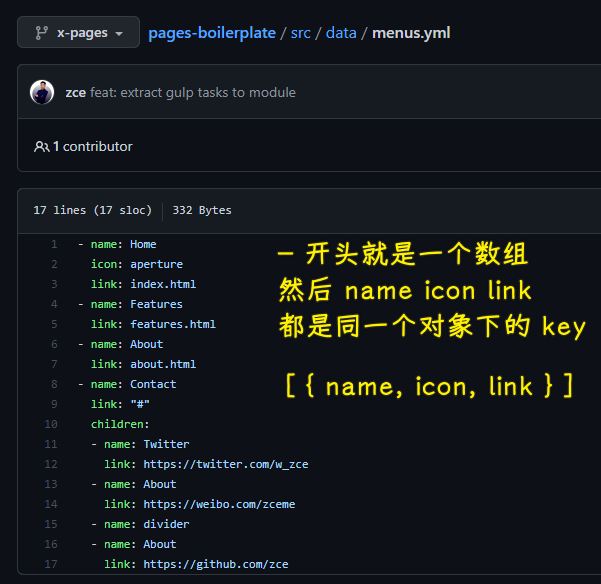 x-pages pages-boilerplate / src / data / menus.yml
zce feat: extract gulp tasks to module
1 contributor
17 lines (17 sloc) 332 Bytes
1 - name: Home
2 icon: aperture
3 link: index.html
4 - name: Features
5 link: features.html
6 - name: About
7 link: about.html
8 - name: Contact
9 link: "#"
10 children:
11 - name: Twitter
12 link: https://twitter.com/w_zce
13 - name: About
14 link: https://weibo.com/zceme
15 - name: divider
16 - name: About
17 link: https://github.com/zce
- 开头就是一个数组
然后 name icon link
都是同一个对象下的 key
[ { name, icon, link } ]